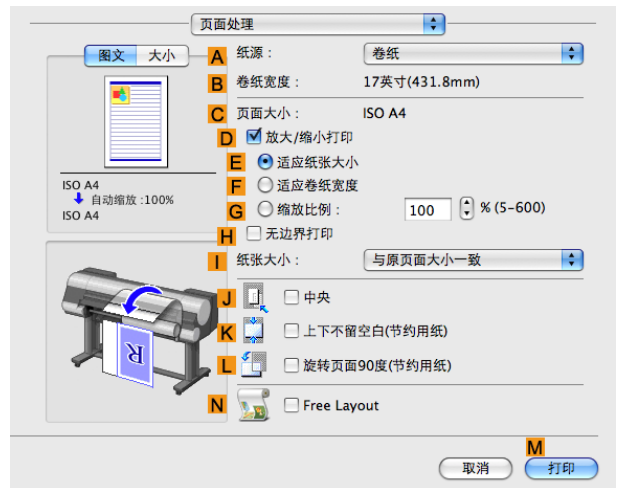 页面处理
图文 大小
A 纸源： 卷纸
B 卷纸宽度： 17英寸(431.8mm)
C 页面大小： ISO A4
D 放大/缩小打印
E 适应纸张大小
F 适应卷纸宽度
G 缩放比例： 100 % (5-600)
H 无边界打印
I 纸张大小： 与原页面大小一致
ISO A4
自动缩放 :100%
ISO A4
J 中央
K 上下不留空白(节约用纸)
L 旋转页面90度(节约用纸)
R
N Free Layout
M
取消 打印